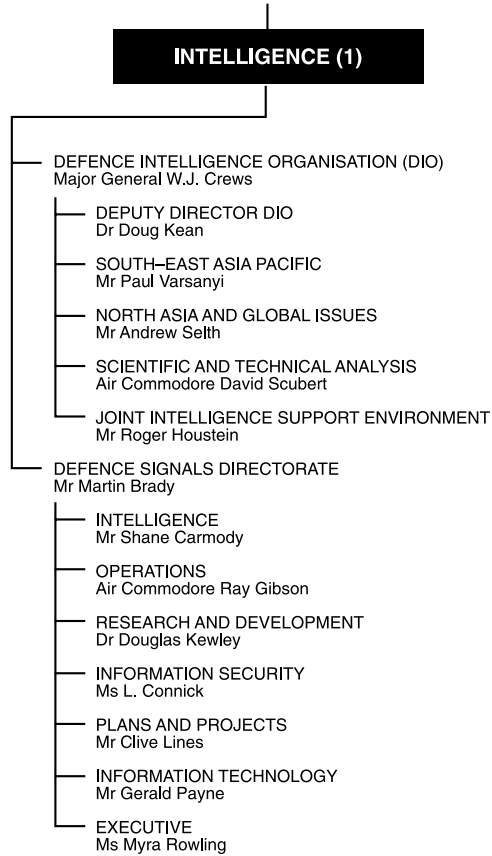 INTELLIGENCE (1)
DEFENCE INTELLIGENCE ORGANISATION (DIO)
Major General W.J. Crews
DEPUTY DIRECTOR DIO
Dr Doug Kean
SOUTH–EAST ASIA PACIFIC
Mr Paul Varsanyi
NORTH ASIA AND GLOBAL ISSUES
Mr Andrew Selth
SCIENTIFIC AND TECHNICAL ANALYSIS
Air Commodore David Scubert
JOINT INTELLIGENCE SUPPORT ENVIRONMENT
Mr Roger Houstein
DEFENCE SIGNALS DIRECTORATE
Mr Martin Brady
INTELLIGENCE
Mr Shane Carmody
OPERATIONS
Air Commodore Ray Gibson
RESEARCH AND DEVELOPMENT
Dr Douglas Kewley
INFORMATION SECURITY
Ms L. Connick
PLANS AND PROJECTS
Mr Clive Lines
INFORMATION TECHNOLOGY
Mr Gerald Payne
EXECUTIVE
Ms Myra Rowling